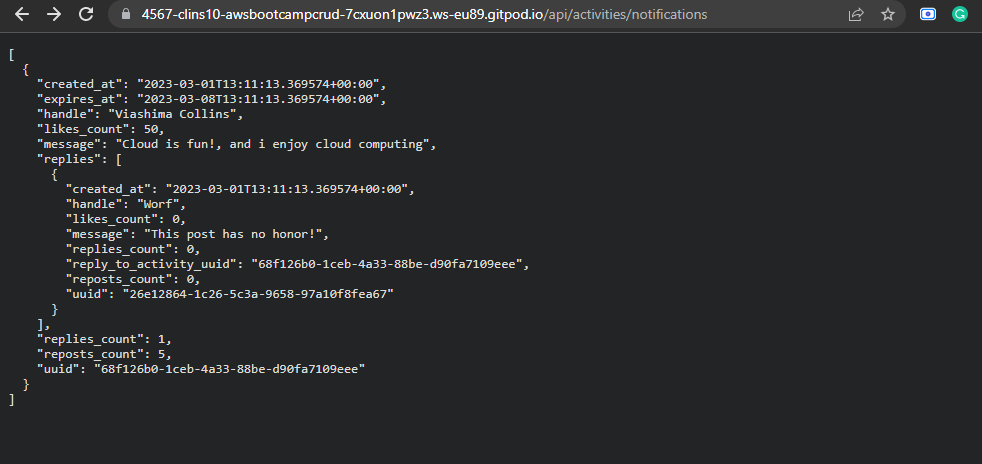 4567-clins10-awsbootcampcrud-7cxuon1pwz3.ws-eu89.gitpod.io/api/activities/notifications
[
  {
    "created_at": "2023-03-01T13:11:13.369574+00:00",
    "expires_at": "2023-03-08T13:11:13.369574+00:00",
    "handle": "Viashima Collins",
    "likes_count": 50,
    "message": "Cloud is fun!, and i enjoy cloud computing",
    "replies": [
      {
        "created_at": "2023-03-01T13:11:13.369574+00:00",
        "handle": "Worf",
        "likes_count": 0,
        "message": "This post has no honor!",
        "replies_count": 0,
        "reply_to_activity_uuid": "68f126b0-1ceb-4a33-88be-d90fa7109eee",
        "reposts_count": 0,
        "uuid": "26e12864-1c26-5c3a-9658-97a10f8fea67"
      }
    ],
    "replies_count": 1,
    "reposts_count": 5,
    "uuid": "68f126b0-1ceb-4a33-88be-d90fa7109eee"
  }
]